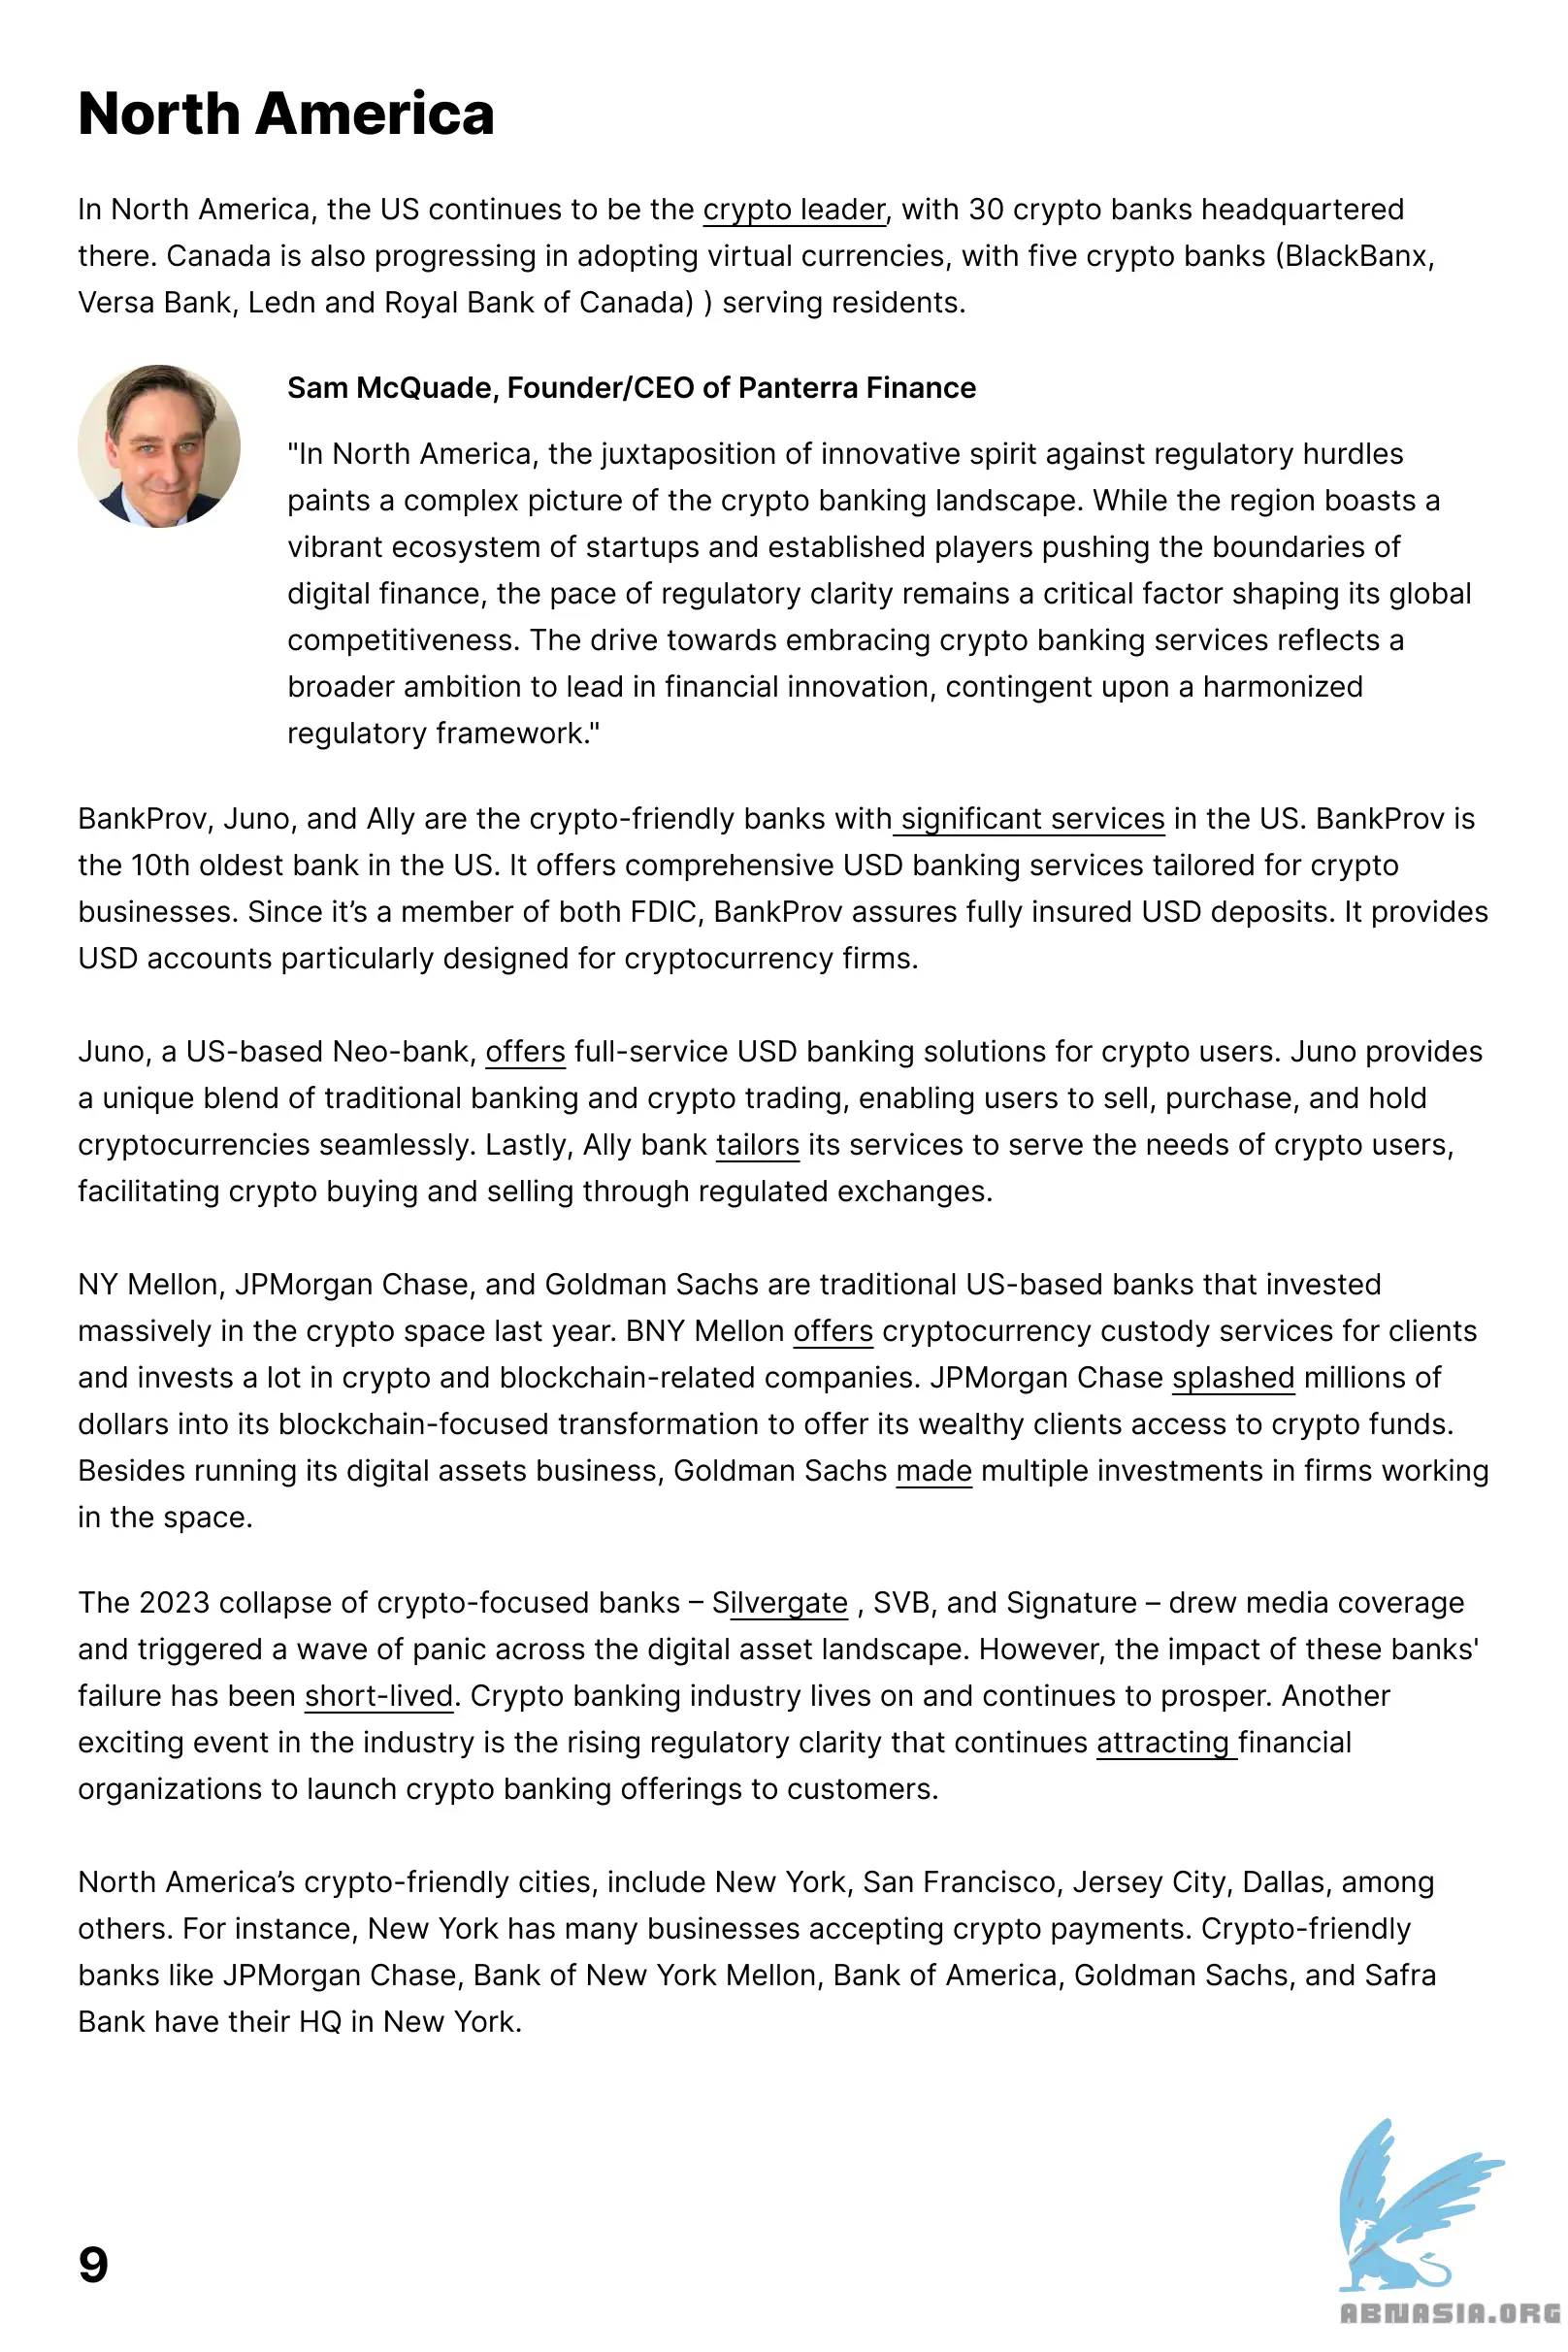 North America
In North America, the US continues to be the crypto leader, with 30 crypto banks headquartered
there. Canada is also progressing in adopting virtual currencies, with five crypto banks (BlackBanx,
Versa Bank, Ledn and Royal Bank of Canada) ) serving residents.
Sam McQuade, Founder/CEO of Panterra Finance
"In North America, the juxtaposition of innovative spirit against regulatory hurdles
paints a complex picture of the crypto banking landscape. While the region boasts a
vibrant ecosystem of startups and established players pushing the boundaries of
digital finance, the pace of regulatory clarity remains a critical factor shaping its global
competitiveness. The drive towards embracing crypto banking services reflects a
broader ambition to lead in financial innovation, contingent upon a harmonized
regulatory framework."
BankProv, Juno, and Ally are the crypto-friendly banks with significant services in the US. BankProv is
the 10th oldest bank in the US. It offers comprehensive USD banking services tailored for crypto
businesses. Since it’s a member of both FDIC, BankProv assures fully insured USD deposits. It provides
USD accounts particularly designed for cryptocurrency firms.
Juno, a US-based Neo-bank, offers full-service USD banking solutions for crypto users. Juno provides
a unique blend of traditional banking and crypto trading, enabling users to sell, purchase, and hold
cryptocurrencies seamlessly. Lastly, Ally bank tailors its services to serve the needs of crypto users,
facilitating crypto buying and selling through regulated exchanges.
NY Mellon, JPMorgan Chase, and Goldman Sachs are traditional US-based banks that invested
massively in the crypto space last year. BNY Mellon offers cryptocurrency custody services for clients
and invests a lot in crypto and blockchain-related companies. JPMorgan Chase splashed millions of
dollars into its blockchain-focused transformation to offer its wealthy clients access to crypto funds.
Besides running its digital assets business, Goldman Sachs made multiple investments in firms working
in the space.
The 2023 collapse of crypto-focused banks – Silvergate , SVB, and Signature – drew media coverage
and triggered a wave of panic across the digital asset landscape. However, the impact of these banks'
failure has been short-lived. Crypto banking industry lives on and continues to prosper. Another
exciting event in the industry is the rising regulatory clarity that continues attracting financial
organizations to launch crypto banking offerings to customers.
North America’s crypto-friendly cities, include New York, San Francisco, Jersey City, Dallas, among
others. For instance, New York has many businesses accepting crypto payments. Crypto-friendly
banks like JPMorgan Chase, Bank of New York Mellon, Bank of America, Goldman Sachs, and Safra
Bank have their HQ in New York.
9
ABNASIA.ORG